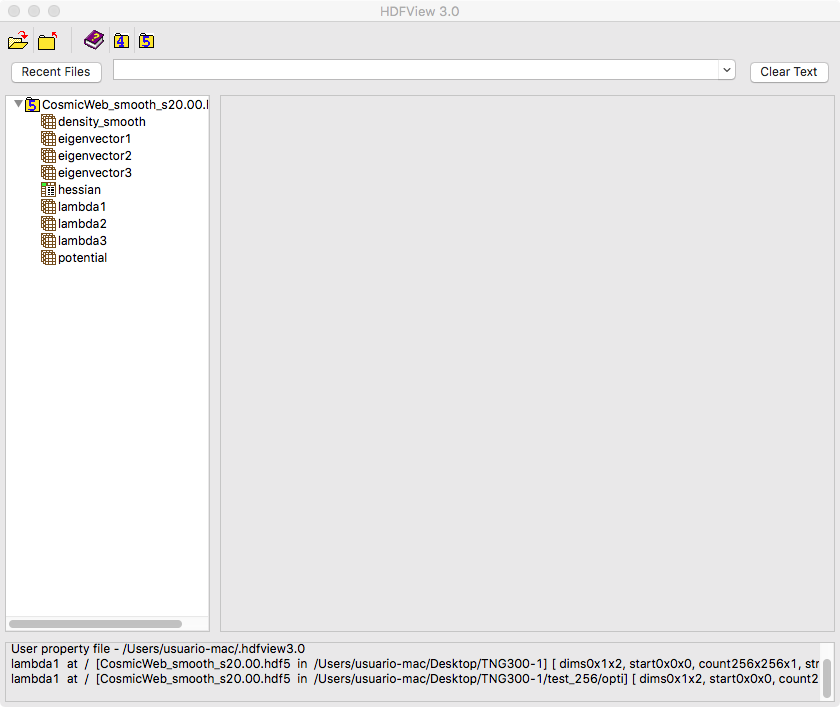 HDFView 3.0
?
4
5
Recent Files
Clear Text
5 CosmicWeb_smooth_s20.00.
density_smooth
eigenvector1
eigenvector2
eigenvector3
hessian
lambda1
lambda2
lambda3
potential
User property file - /Users/usuario-mac/.hdfview3.0
lambda1 at / [CosmicWeb_smooth_s20.00.hdf5 in /Users/usuario-mac/Desktop/TNG300-1] [ dims0x1x2, start0x0x0, count256x256x1, str
lambda1 at / [CosmicWeb_smooth_s20.00.hdf5 in /Users/usuario-mac/Desktop/TNG300-1/test_256/opti] [ dims0x1x2, start0x0x0, count2